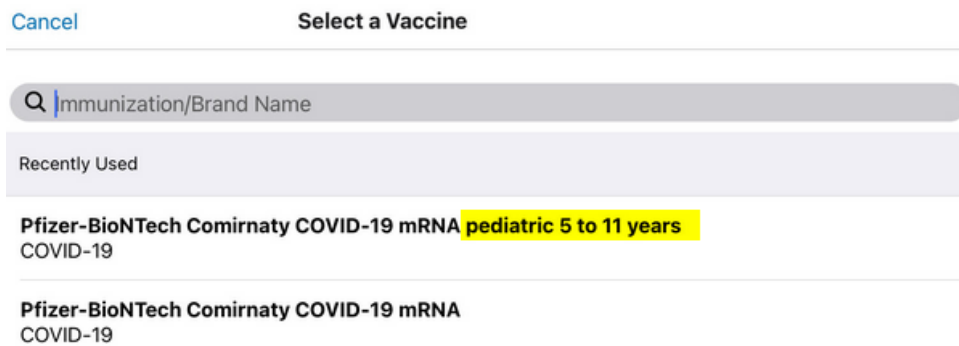 Cancel Select a Vaccine
Immunization/Brand Name
Recently Used
Pfizer-BioNTech Comirnaty COVID-19 mRNA pediatric 5 to 11 years
COVID-19
Pfizer-BioNTech Comirnaty COVID-19 mRNA
COVID-19